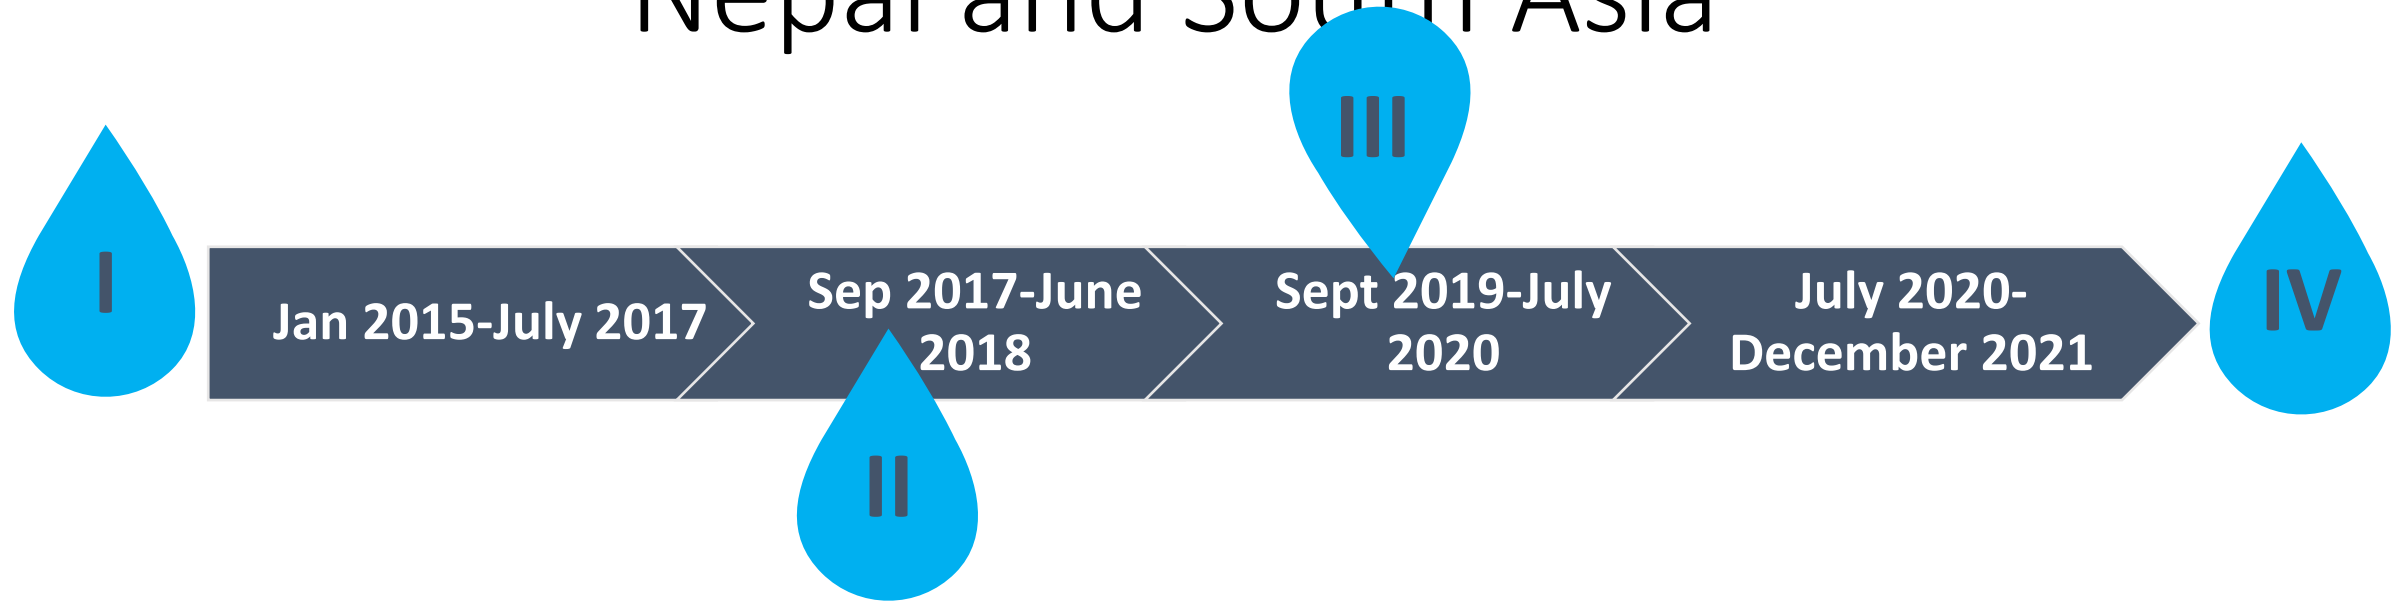 Nepal and South Asia
III
I
IV
Jan 2015-July 2017
Sep 2017-June
2018
Sept 2019-July
2020
July 2020-
December 2021
II